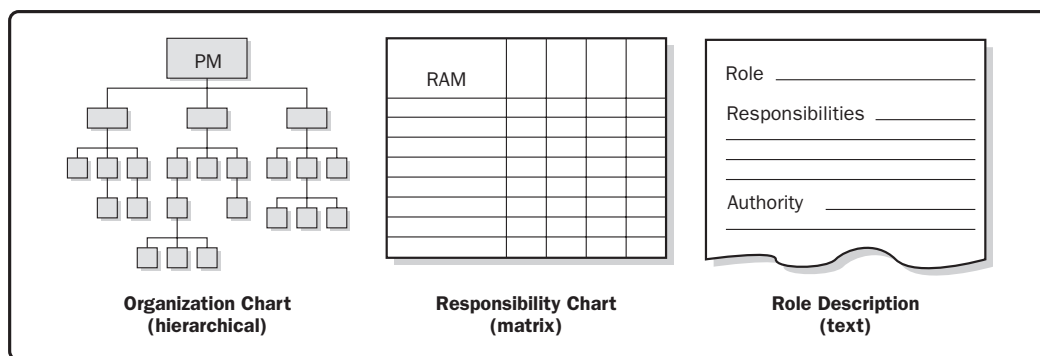 PM
RAM
Role
Responsibilities
Authority
Organization Chart
(hierarchical)
Responsibility Chart
(matrix)
Role Description
(text)